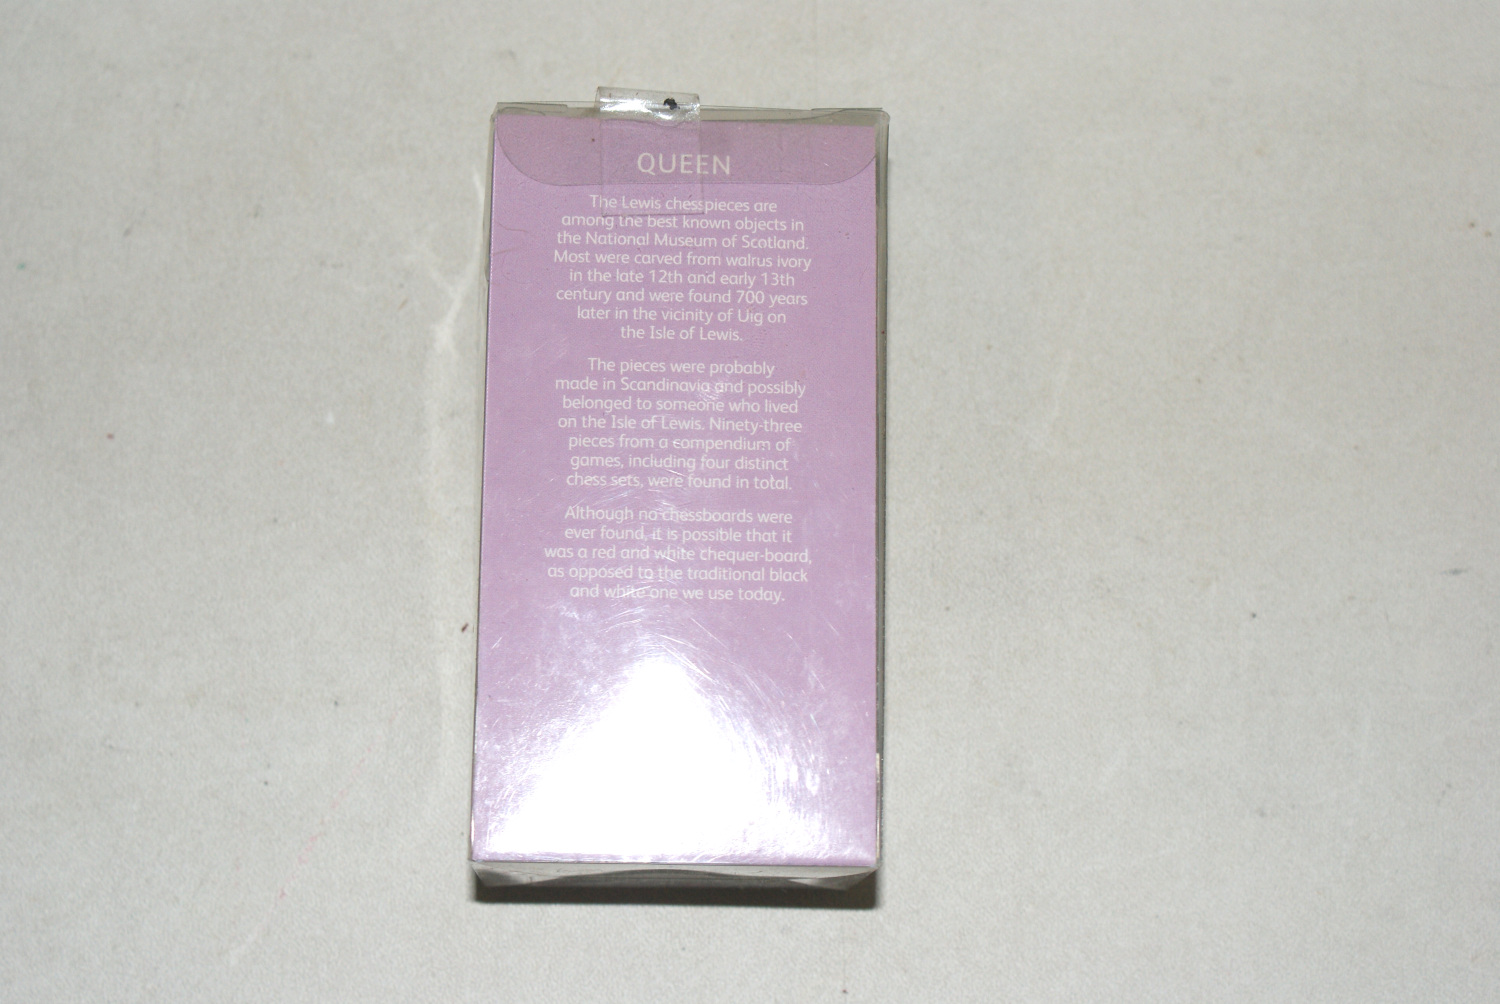 QUEEN
The Lewis chesspieces are
among the best known objects in
the National Museum of Scotland.
Most were carved from walrus ivory
in the late 12th and early 13th
century and were found 700 years
later in the vicinity of Uig on
the Isle of Lewis.
The pieces were probably
made in Scandinavia and possibly
belonged to someone who lived
on the Isle of Lewis. Ninety-three
pieces from a compendium of
games, including four distinct
chess sets, were found in total.
Although no chessboards were
ever found, it is possible that it
was a red and white chequer-board,
as opposed to the traditional black
and white one we use today.